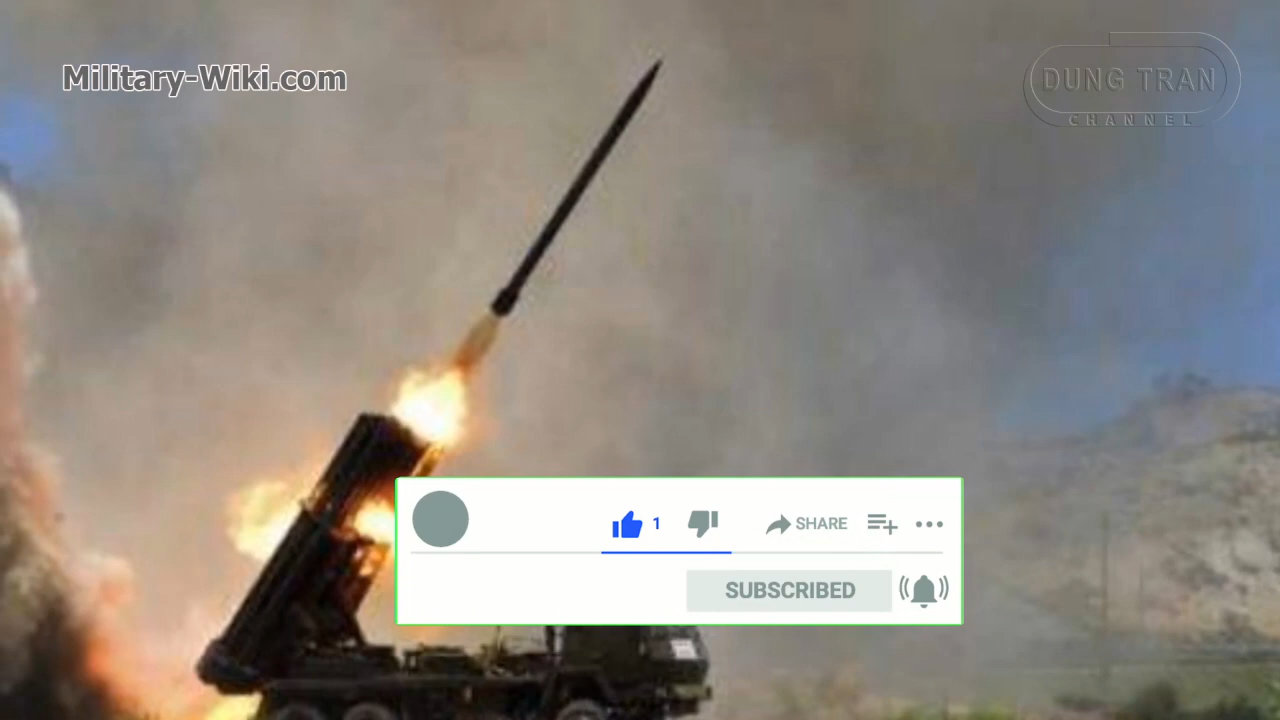 Military-Wiki.com
DUNG TRAN
CHANNEL
1
SHARE
SUBSCRIBED